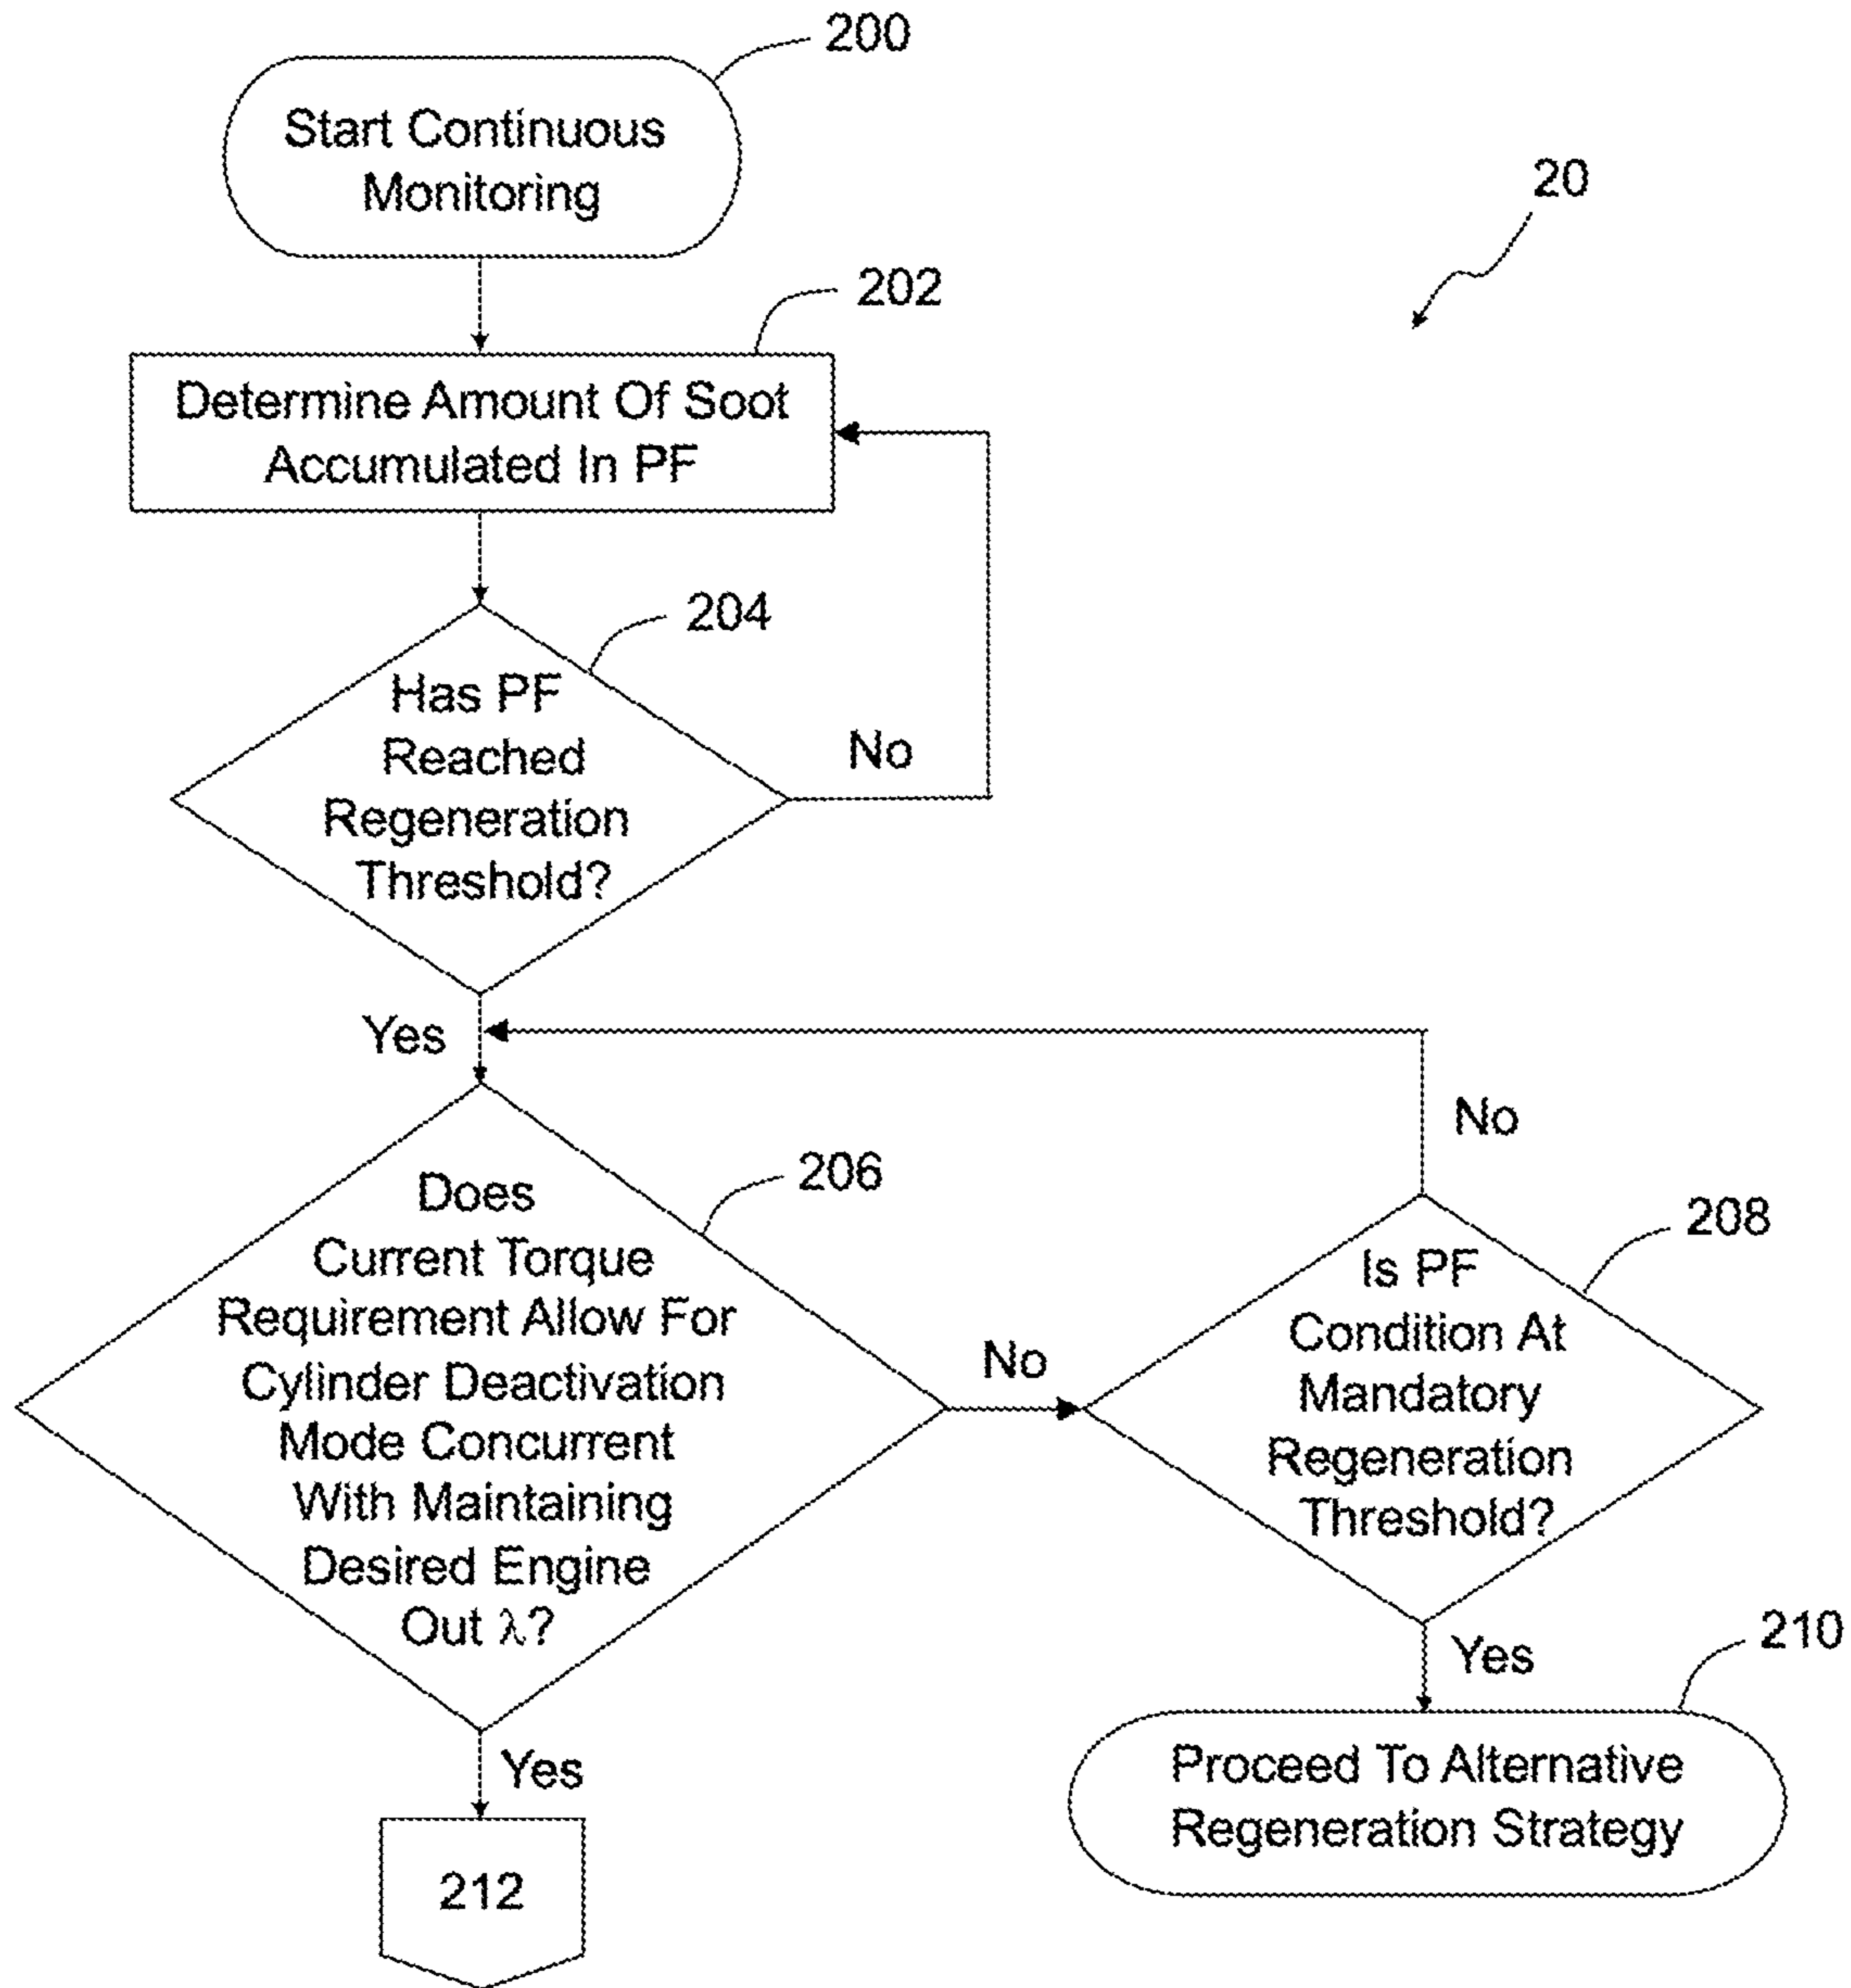 200
Start Continuous
Monitoring
20
202
Determine Amount Of Soot
Accumulated In PF
204
Has PF
Reached
Regeneration
Threshold?
No
Yes
No
206
Does
Current Torque
Requirement Allow For
Cylinder Deactivation
Mode Concurrent
With Maintaining
Desired Engine
Out λ?
No
208
Is PF
Condition At
Mandatory
Regeneration
Threshold?
Yes
210
Proceed To Alternative
Regeneration Strategy
Yes
212